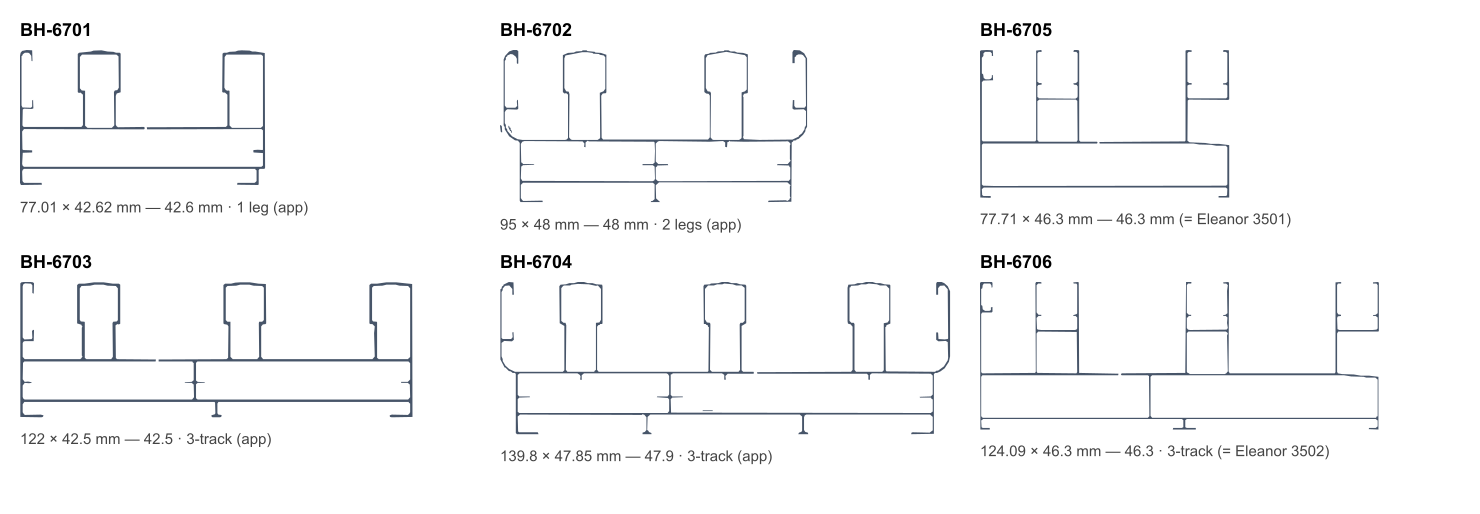 BH-6701
77.01 × 42.62 mm — 42.6 mm · 1 leg (app)
BH-6702
95 × 48 mm — 48 mm · 2 legs (app)
BH-6705
77.71 × 46.3 mm — 46.3 mm (= Eleanor 3501)
BH-6703
122 × 42.5 mm — 42.5 · 3-track (app)
BH-6704
139.8 × 47.85 mm — 47.9 · 3-track (app)
BH-6706
124.09 × 46.3 mm — 46.3 · 3-track (= Eleanor 3502)